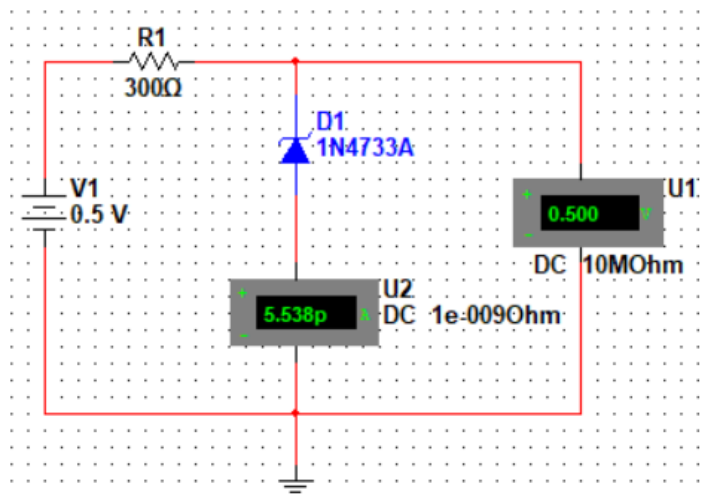 R1
300Ω
D1
1N4733A
V1
0.5 V
+
0.500 V
-
U1
DC 10MOhm
+
5.538p A
-
U2
DC 1e-009Ohm